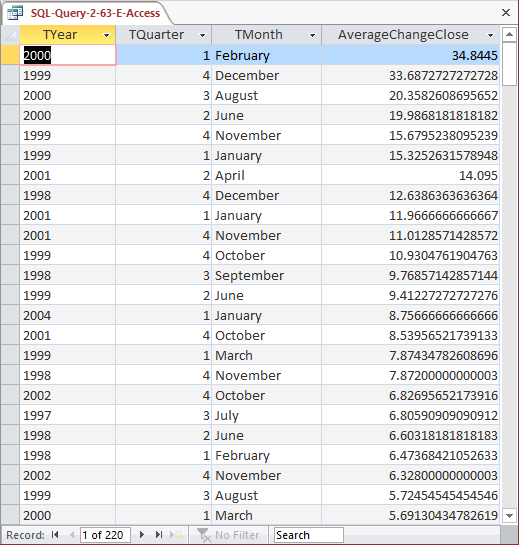 SQL-Query-2-63-E-Access
TYear TQuarter TMonth AverageChangeClose
2000 1 February 34.8445
1999 4 December 33.6872727272728
2000 3 August 20.3582608695652
2000 2 June 19.9868181818182
1999 4 November 15.6795238095239
1999 1 January 15.3252631578948
2001 2 April 14.095
1998 4 December 12.6386363636364
2001 1 January 11.9666666666667
2001 4 November 11.0128571428572
1999 4 October 10.9304761904763
1998 3 September 9.76857142857144
1999 2 June 9.41227272727276
2004 1 January 8.75666666666666
2001 4 October 8.53956521739133
1999 1 March 7.87434782608696
1998 4 November 7.87200000000003
2002 4 October 6.82695652173916
1997 3 July 6.80590909090912
1998 2 June 6.60318181818183
1998 1 February 6.47368421052633
2002 4 November 6.32800000000003
1999 3 August 5.72454545454546
2000 1 March 5.69130434782619
Record: 1 of 220 No Filter Search